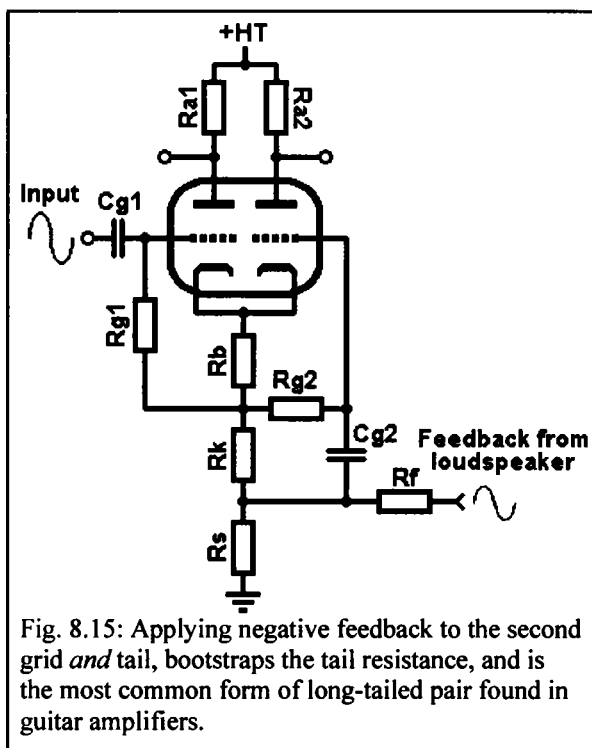 +HT
Ra1
Ra2
Input
Cg1
Rg1
Rb
Rg2
Cg2
Feedback from
loudspeaker
Rk
Rf
Rs
Fig. 8.15: Applying negative feedback to the second
grid and tail, bootstraps the tail resistance, and is
the most common form of long-tailed pair found in
guitar amplifiers.